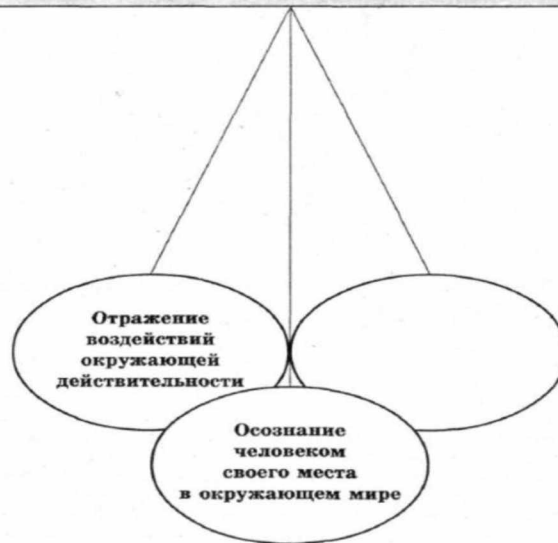 Отражение
воздействий
окружающей
действительности
Осознание
человеком
своего места
в окружающем мире